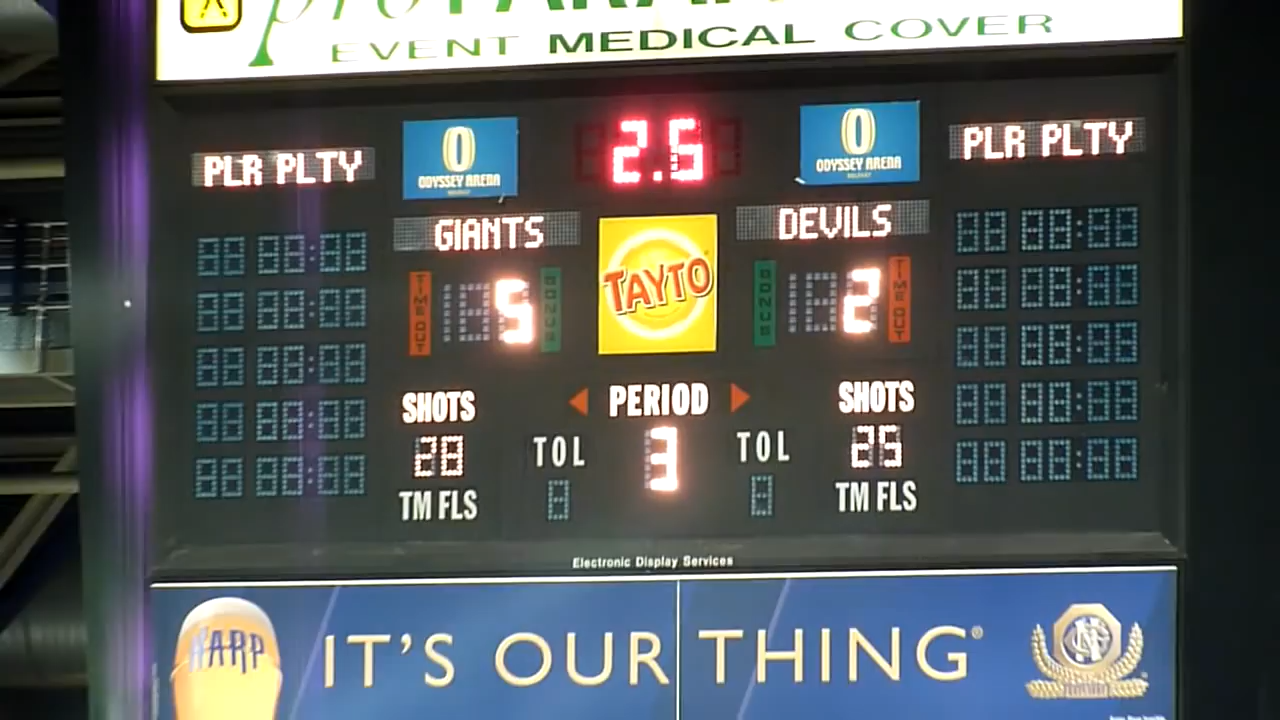 EVENT MEDICAL COVER
PLR PLTY
ODYSSEY ARENA
2.5
ODYSSEY ARENA
PLR PLTY
GIANTS
DEVILS
TIME OUT
5
BONUS
TAYTO
BONUS
2
TIME OUT
SHOTS
PERIOD
SHOTS
28
TOL
3
TOL
25
TM FLS
TM FLS
Electronic Display Services
HARP
IT'S OUR THING®